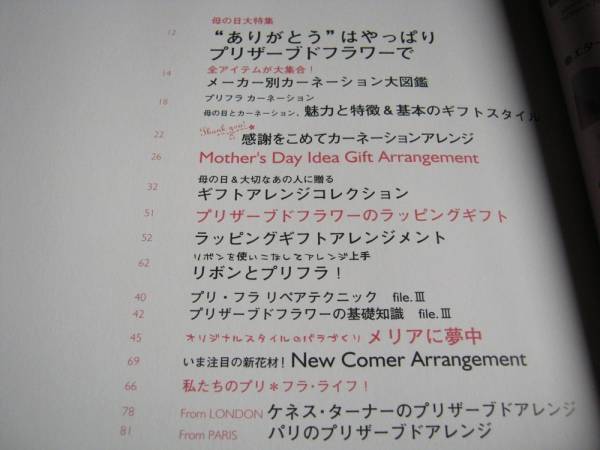 母の日大特集
12 “ありがとう”はやっぱり
プリザーブドフラワーで
全アイテムが大集合！
14 メーカー別カーネーション大図鑑
プリフラ カーネーション
18 母の日とカーネーション、魅力と特徴&基本のギフトスタイル
22 Thank you! 感謝をこめてカーネーションアレンジ
26 Mother's Day Idea Gift Arrangement
母の日&大切なあの人に贈る
32 ギフトアレンジコレクション
51 プリザーブドフラワーのラッピングギフト
52 ラッピングギフトアレンジメント
リボンを使いこなしてアレンジ上手
62 リボンとプリフラ！
40 プリ・フラ リペアテクニック file.Ⅲ
42 プリザーブドフラワーの基礎知識 file.Ⅲ
45 オリジナルスタイルのバラづくり メリアに夢中
69 いま注目の新花材！ New Comer Arrangement
66 私たちのプリ＊フラ・ライフ！
78 From LONDON ケネス・ターナーのプリザーブドアレンジ
81 From PARIS パリのプリザーブドアレンジ